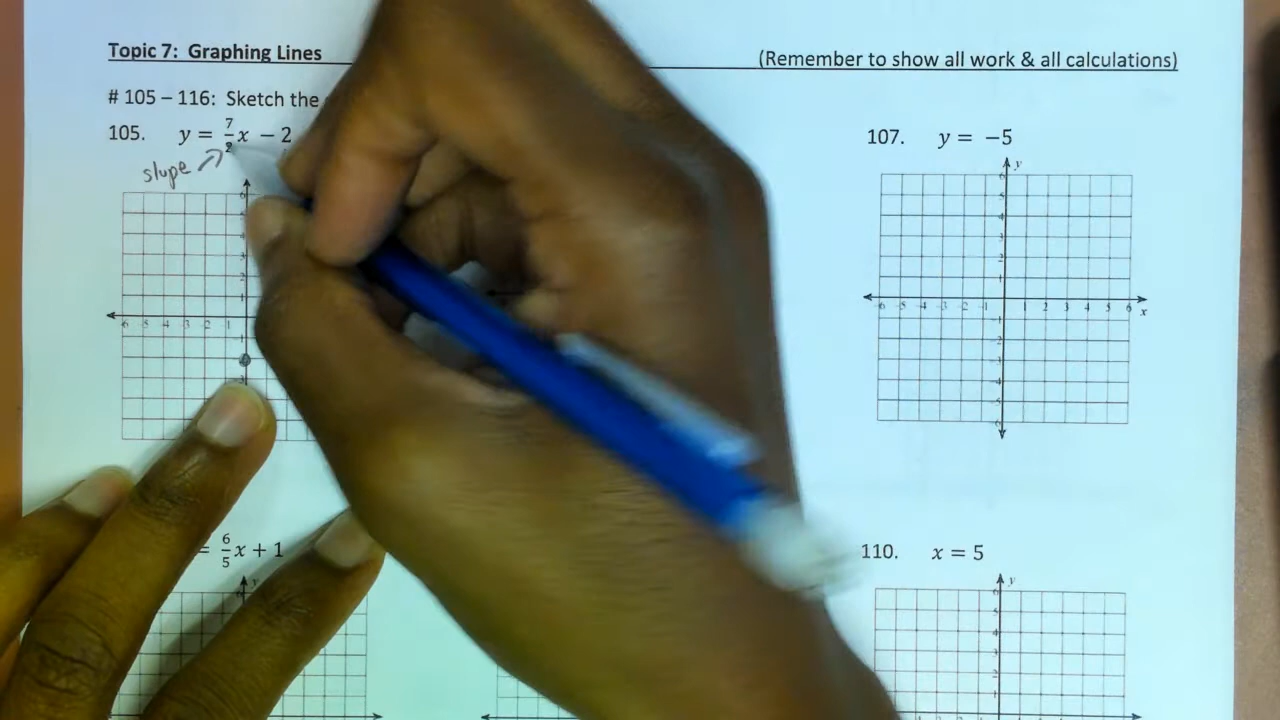 Topic 7: Graphing Lines
(Remember to show all work & all calculations)
# 105 – 116: Sketch the
105. y = 7/2 x − 2
slope
107. y = −5
= 6/5 x + 1
110. x = 5
y
x
y
y
y